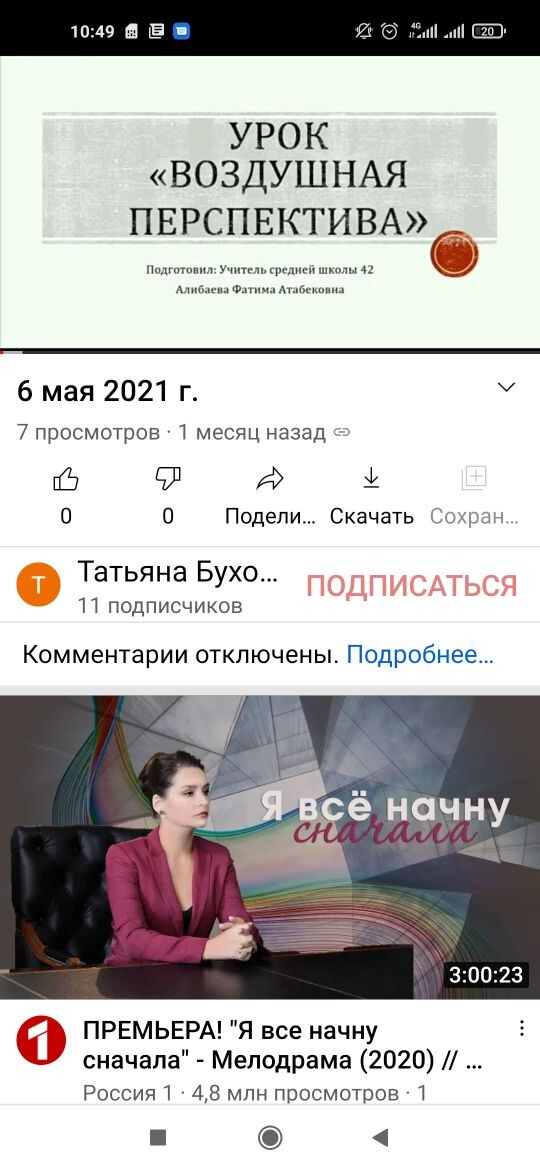 10:49
4G
20
УРОК
«ВОЗДУШНАЯ
ПЕРСПЕКТИВА»
Подготовил: Учитель средней школы 42
Алибаева Фатима Атабековна
6 мая 2021 г.
7 просмотров · 1 месяц назад
0
0
Подели...
Скачать
Сохран...
Т
Татьяна Бухо...
11 подписчиков
ПОДПИСАТЬСЯ
Комментарии отключены. Подробнее...
Я всё начну
сначала
3:00:23
1
ПРЕМЬЕРА! "Я все начну
сначала" - Мелодрама (2020) // ...
Россия 1 · 4,8 млн просмотров · 1